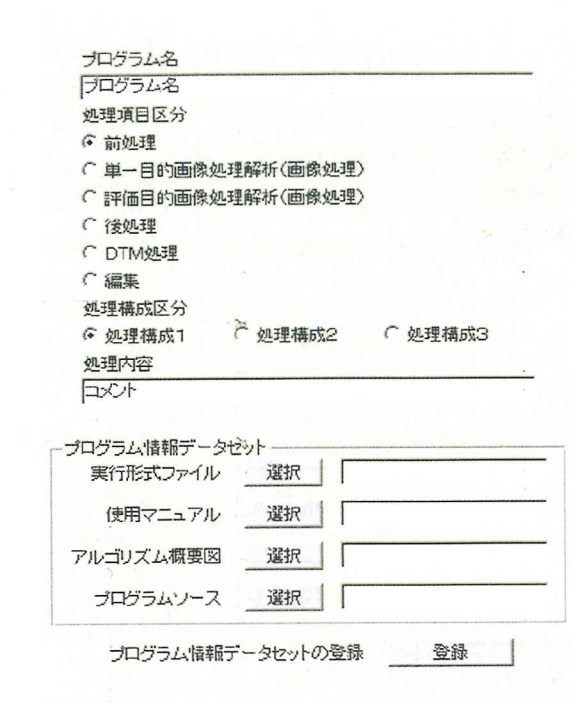 プログラム名
プログラム名
処理項目区分
前処理
単一目的画像処理解析(画像処理)
評価目的画像処理解析(画像処理)
後処理
DTM処理
編集
処理構成区分
処理構成1 処理構成2 処理構成3
処理内容
コメント
プログラム情報データセット
実行形式ファイル 選択
使用マニュアル 選択
アルゴリズム概要図 選択
プログラムソース 選択
プログラム情報データセットの登録 登録